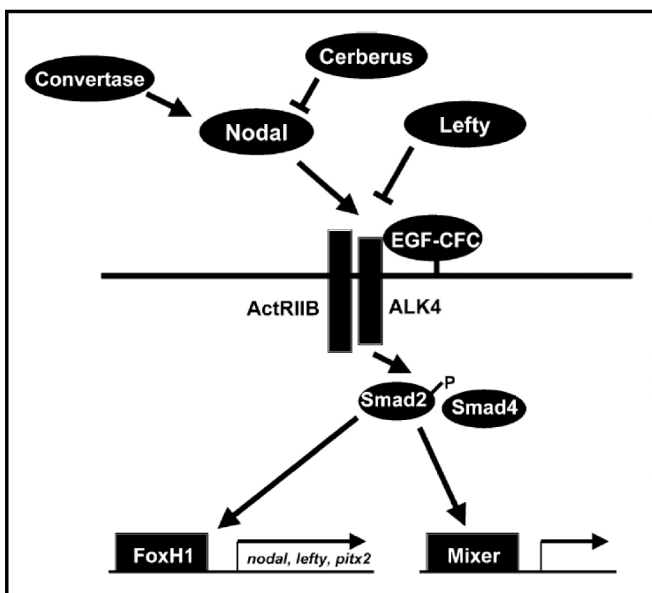 Cerberus
Convertase
Nodal
Lefty
EGF-CFC
ActRIIB
ALK4
P
Smad2
Smad4
FoxH1
nodal, lefty, pitx2
Mixer